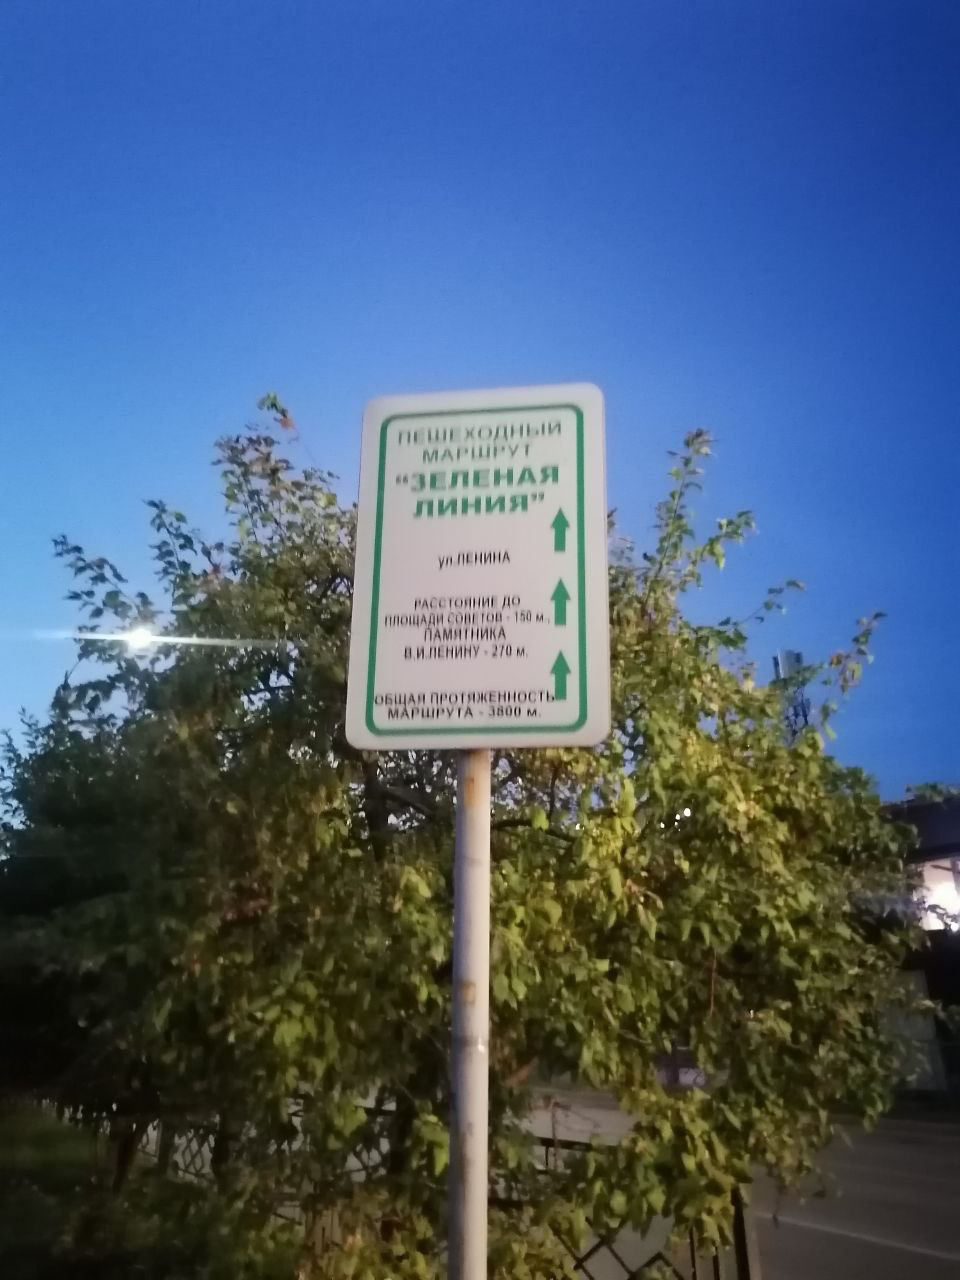 ПЕШЕХОДНЫЙ
МАРШРУТ
"ЗЕЛЕНАЯ
ЛИНИЯ"
ул.ЛЕНИНА
РАССТОЯНИЕ ДО
ПЛОЩАДИ СОВЕТОВ - 150 м.,
ПАМЯТНИКА
В.И.ЛЕНИНУ - 270 м.
ОБЩАЯ ПРОТЯЖЕННОСТЬ
МАРШРУТА - 3800 м.